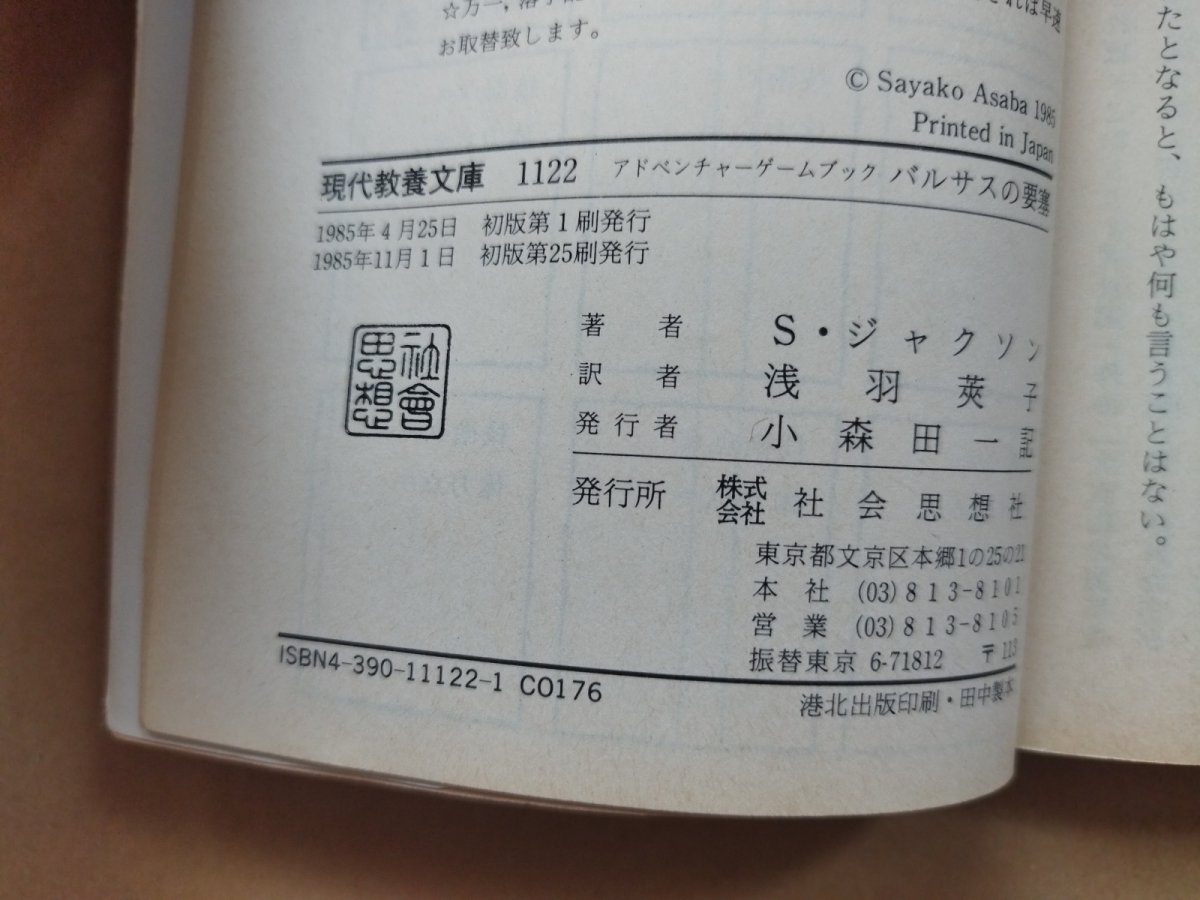 ☆万一,
れば早速
お取替致します。
© Sayako Asaba 1985
Printed in Japan
現代教養文庫 1122 アドベンチャーゲームブック バルサスの要塞
1985年4月25日 初版第1刷発行
1985年11月1日 初版第25刷発行
社會思想
著者 S・ジャクソン
訳者 浅羽莢子
発行者 小森田一記
発行所 株式会社 社会思想社
東京都文京区本郷1の25の21
本社 (03)813-8101
営業 (03)813-8105
振替東京 6-71812 〒113
ISBN4-390-11122-1 C0176
港北出版印刷・田中製本
たとなると、もはや何も言うことはない。